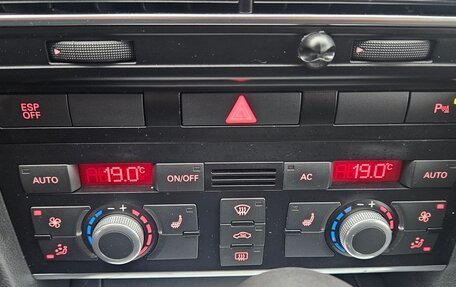 ESP
OFF
P
AUTO
19.0°C
ON/OFF
AC
19.0°C
AUTO
- +
- +